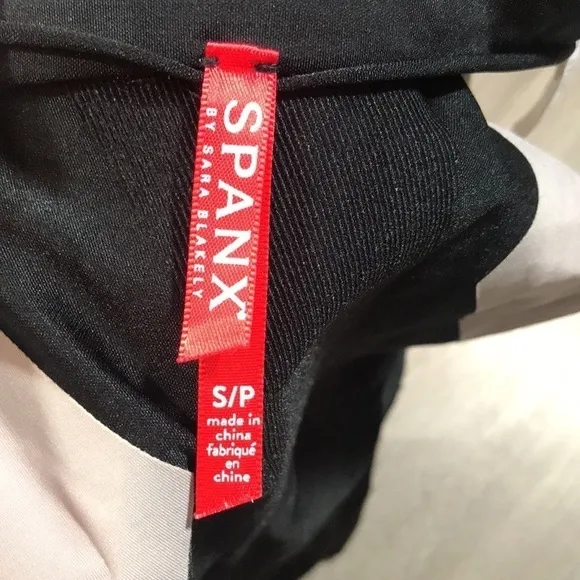 SPANX
BY SARA BLAKELY
S/P
made in
china
fabriqué
en
chine